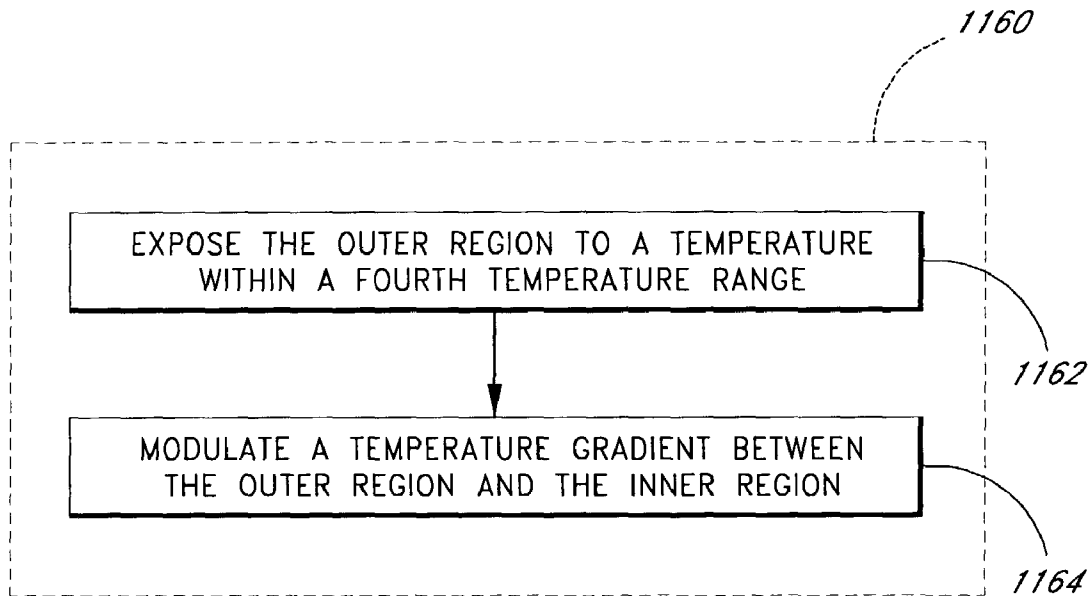 1160
EXPOSE THE OUTER REGION TO A TEMPERATURE
WITHIN A FOURTH TEMPERATURE RANGE
1162
MODULATE A TEMPERATURE GRADIENT BETWEEN
THE OUTER REGION AND THE INNER REGION
1164